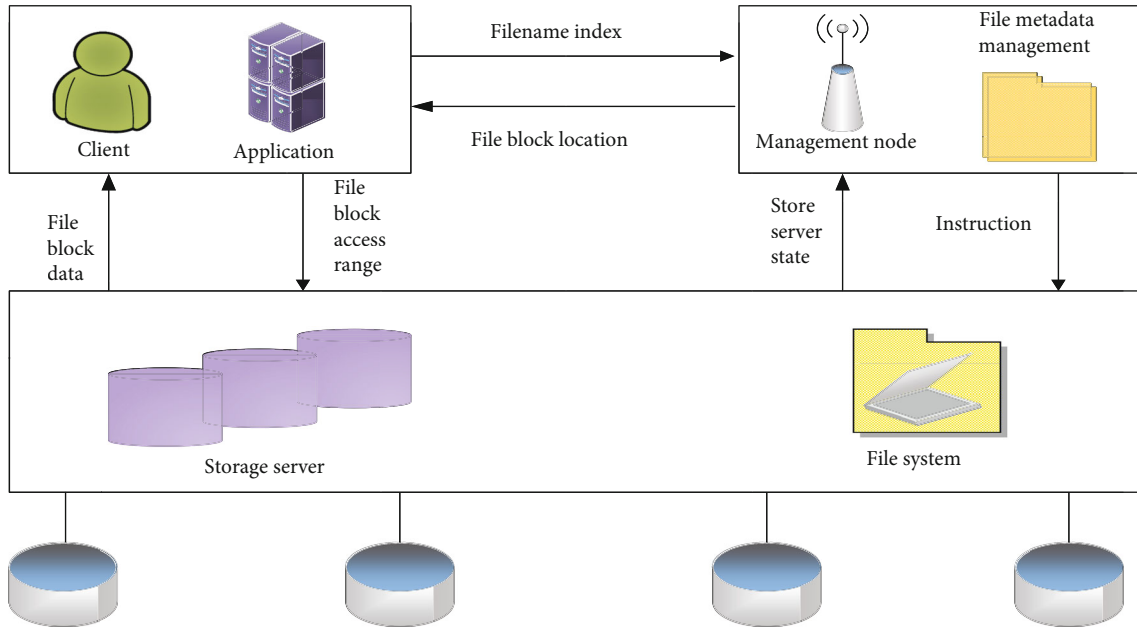 Filename index
File metadata
management
Client
Application
File block location
Management node
File
block
data
File
block
access
range
Store
server
state
Instruction
Storage server
File system